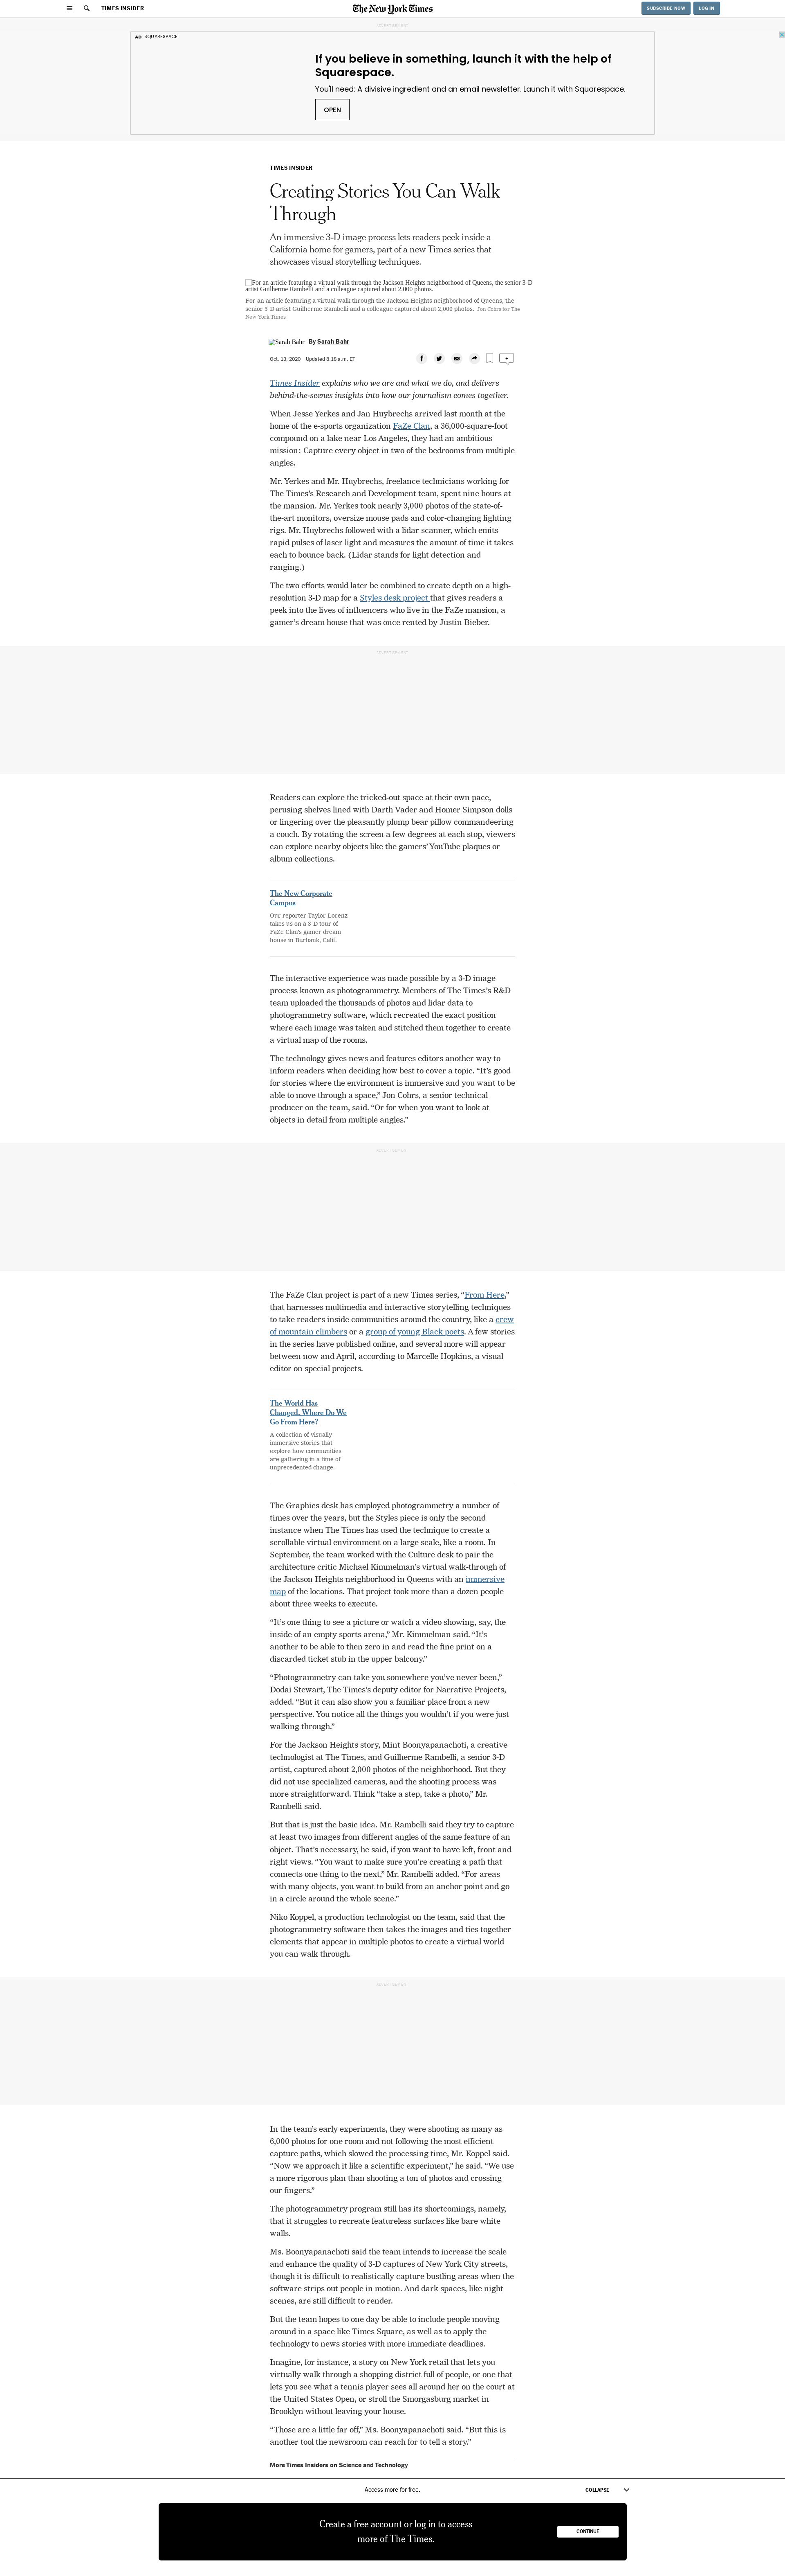 TIMES INSIDER
The New York Times
SUBSCRIBE NOW
LOG IN
ADVERTISEMENT
AD SQUARESPACE
If you believe in something, launch it with the help of
Squarespace.
You'll need: A divisive ingredient and an email newsletter. Launch it with Squarespace.
OPEN
TIMES INSIDER
Creating Stories You Can Walk
Through
An immersive 3-D image process lets readers peek inside a
California home for gamers, part of a new Times series that
showcases visual storytelling techniques.
For an article featuring a virtual walk through the Jackson Heights neighborhood of Queens, the senior 3-D
artist Guilherme Rambelli and a colleague captured about 2,000 photos.
For an article featuring a virtual walk through the Jackson Heights neighborhood of Queens, the
senior 3-D artist Guilherme Rambelli and a colleague captured about 2,000 photos. Jon Cohrs for The
New York Times
Sarah Bahr By Sarah Bahr
Oct. 13, 2020 Updated 8:18 a.m. ET
Times Insider explains who we are and what we do, and delivers
behind-the-scenes insights into how our journalism comes together.
When Jesse Yerkes and Jan Huybrechs arrived last month at the
home of the e-sports organization FaZe Clan, a 36,000-square-foot
compound on a lake near Los Angeles, they had an ambitious
mission: Capture every object in two of the bedrooms from multiple
angles.
Mr. Yerkes and Mr. Huybrechs, freelance technicians working for
The Times's Research and Development team, spent nine hours at
the mansion. Mr. Yerkes took nearly 3,000 photos of the state-of-
the-art monitors, oversize mouse pads and color-changing lighting
rigs. Mr. Huybrechs followed with a lidar scanner, which emits
rapid pulses of laser light and measures the amount of time it takes
each to bounce back. (Lidar stands for light detection and
ranging.)
The two efforts would later be combined to create depth on a high-
resolution 3-D map for a Styles desk project that gives readers a
peek into the lives of influencers who live in the FaZe mansion, a
gamer's dream house that was once rented by Justin Bieber.
ADVERTISEMENT
Readers can explore the tricked-out space at their own pace,
perusing shelves lined with Darth Vader and Homer Simpson dolls
or lingering over the pleasantly plump bear pillow commandeering
a couch. By rotating the screen a few degrees at each stop, viewers
can explore nearby objects like the gamers' YouTube plaques or
album collections.
The New Corporate
Campus
Our reporter Taylor Lorenz
takes us on a 3-D tour of
FaZe Clan's gamer dream
house in Burbank, Calif.
The interactive experience was made possible by a 3-D image
process known as photogrammetry. Members of The Times's R&D
team uploaded the thousands of photos and lidar data to
photogrammetry software, which recreated the exact position
where each image was taken and stitched them together to create
a virtual map of the rooms.
The technology gives news and features editors another way to
inform readers when deciding how best to cover a topic. “It's good
for stories where the environment is immersive and you want to be
able to move through a space,” Jon Cohrs, a senior technical
producer on the team, said. “Or for when you want to look at
objects in detail from multiple angles.”
ADVERTISEMENT
The FaZe Clan project is part of a new Times series, “From Here,”
that harnesses multimedia and interactive storytelling techniques
to take readers inside communities around the country, like a crew
of mountain climbers or a group of young Black poets. A few stories
in the series have published online, and several more will appear
between now and April, according to Marcelle Hopkins, a visual
editor on special projects.
The World Has
Changed. Where Do We
Go From Here?
A collection of visually
immersive stories that
explore how communities
are gathering in a time of
unprecedented change.
The Graphics desk has employed photogrammetry a number of
times over the years, but the Styles piece is only the second
instance when The Times has used the technique to create a
scrollable virtual environment on a large scale, like a room. In
September, the team worked with the Culture desk to pair the
architecture critic Michael Kimmelman's virtual walk-through of
the Jackson Heights neighborhood in Queens with an immersive
map of the locations. That project took more than a dozen people
about three weeks to execute.
“It's one thing to see a picture or watch a video showing, say, the
inside of an empty sports arena,” Mr. Kimmelman said. “It's
another to be able to then zero in and read the fine print on a
discarded ticket stub in the upper balcony.”
“Photogrammetry can take you somewhere you've never been,”
Dodai Stewart, The Times's deputy editor for Narrative Projects,
added. “But it can also show you a familiar place from a new
perspective. You notice all the things you wouldn't if you were just
walking through.”
For the Jackson Heights story, Mint Boonyapanachoti, a creative
technologist at The Times, and Guilherme Rambelli, a senior 3-D
artist, captured about 2,000 photos of the neighborhood. But they
did not use specialized cameras, and the shooting process was
more straightforward. Think “take a step, take a photo,” Mr.
Rambelli said.
But that is just the basic idea. Mr. Rambelli said they try to capture
at least two images from different angles of the same feature of an
object. That's necessary, he said, if you want to have left, front and
right views. “You want to make sure you're creating a path that
connects one thing to the next,” Mr. Rambelli added. “For areas
with many objects, you want to build from an anchor point and go
in a circle around the whole scene.”
Niko Koppel, a production technologist on the team, said that the
photogrammetry software then takes the images and ties together
elements that appear in multiple photos to create a virtual world
you can walk through.
ADVERTISEMENT
In the team's early experiments, they were shooting as many as
6,000 photos for one room and not following the most efficient
capture paths, which slowed the processing time, Mr. Koppel said.
“Now we approach it like a scientific experiment,” he said. “We use
a more rigorous plan than shooting a ton of photos and crossing
our fingers.”
The photogrammetry program still has its shortcomings, namely,
that it struggles to recreate featureless surfaces like bare white
walls.
Ms. Boonyapanachoti said the team intends to increase the scale
and enhance the quality of 3-D captures of New York City streets,
though it is difficult to realistically capture bustling areas when the
software strips out people in motion. And dark spaces, like night
scenes, are still difficult to render.
But the team hopes to one day be able to include people moving
around in a space like Times Square, as well as to apply the
technology to news stories with more immediate deadlines.
Imagine, for instance, a story on New York retail that lets you
virtually walk through a shopping district full of people, or one that
lets you see what a tennis player sees all around her on the court at
the United States Open, or stroll the Smorgasburg market in
Brooklyn without leaving your house.
“Those are a little far off,” Ms. Boonyapanachoti said. “But this is
another tool the newsroom can reach for to tell a story.”
More Times Insiders on Science and Technology
Access more for free.
COLLAPSE
Create a free account or log in to access
more of The Times.
CONTINUE